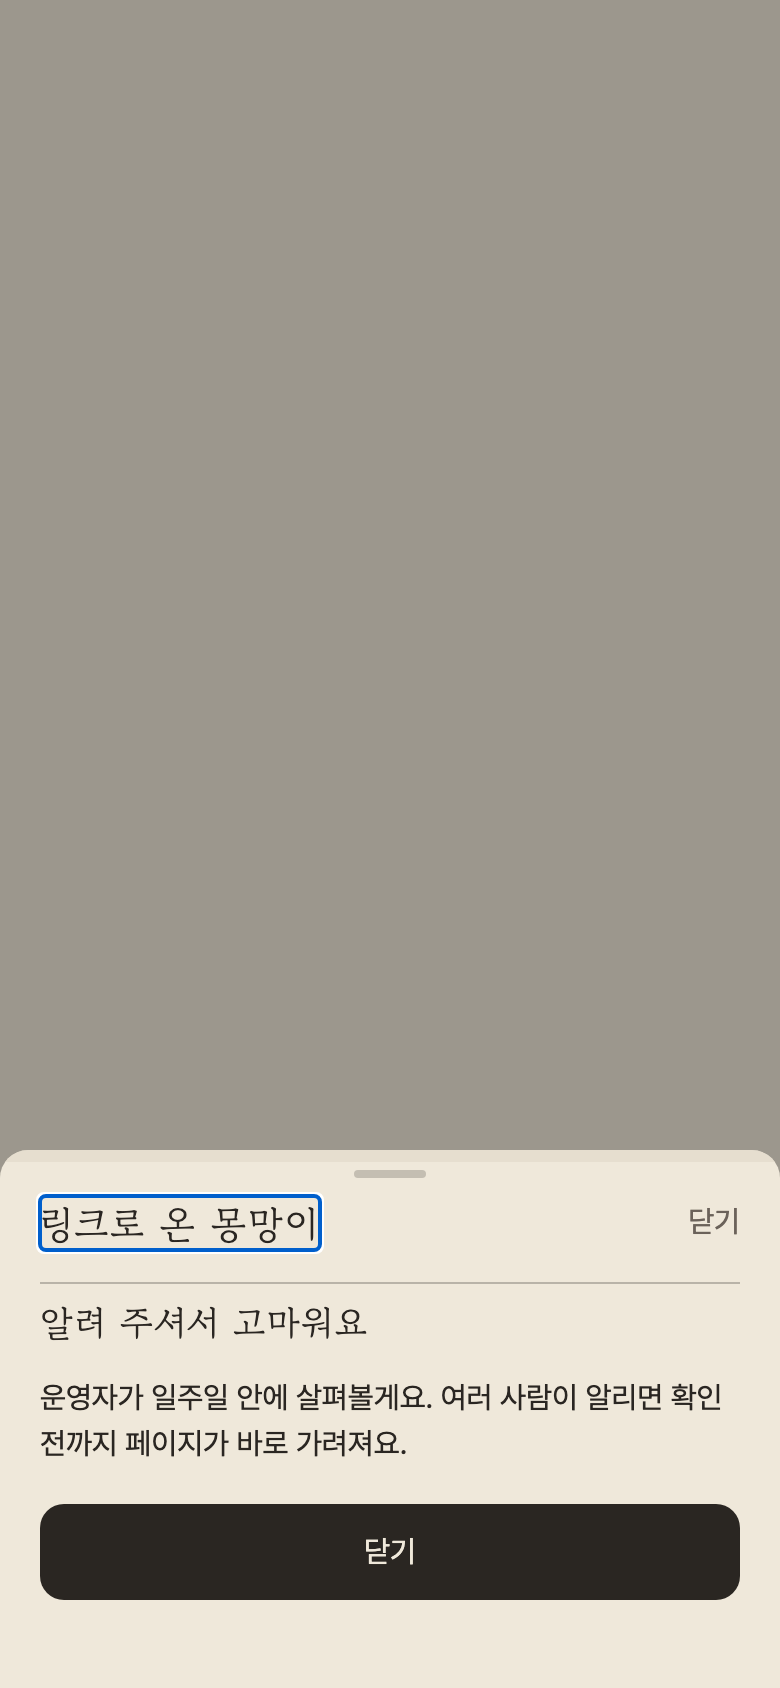 링크로 온 몽망이
닫기
알려 주셔서 고마워요
운영자가 일주일 안에 살펴볼게요. 여러 사람이 알리면 확인
전까지 페이지가 바로 가려져요.
닫기